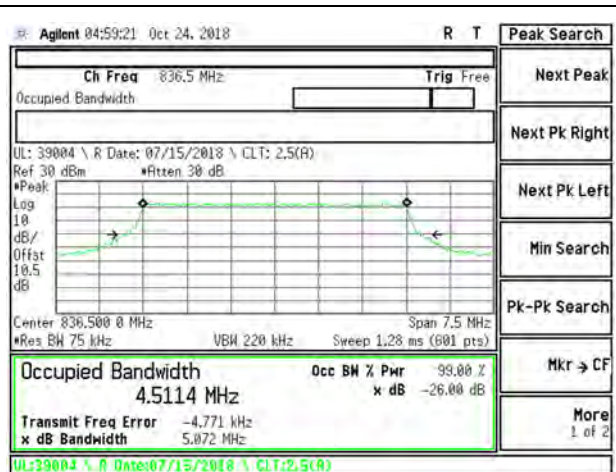 Agilent 04:59:21 Oct 24, 2018 R T
Peak Search
Ch Freq 836.5 MHz Trig Free
Occupied Bandwidth
Next Peak
Next Pk Right
Next Pk Left
Min Search
Pk-Pk Search
Mkr → CF
More
1 of 2
UL: 39004 \ R Date: 07/15/2018 \ CLT: 2.5(A)
Ref 30 dBm #Atten 30 dB
#Peak
Log
10
dB/
Offst
10.5
dB
Center 836.500 0 MHz Span 7.5 MHz
#Res BW 75 kHz VBW 220 kHz Sweep 1.28 ms (601 pts)
Occupied Bandwidth Occ BW % Pwr 99.00 %
4.5114 MHz x dB -26.00 dB
Transmit Freq Error -4.771 kHz
x dB Bandwidth 5.072 MHz
UL:39004 \ R Date:07/15/2018 \ CLT:2.5(A)